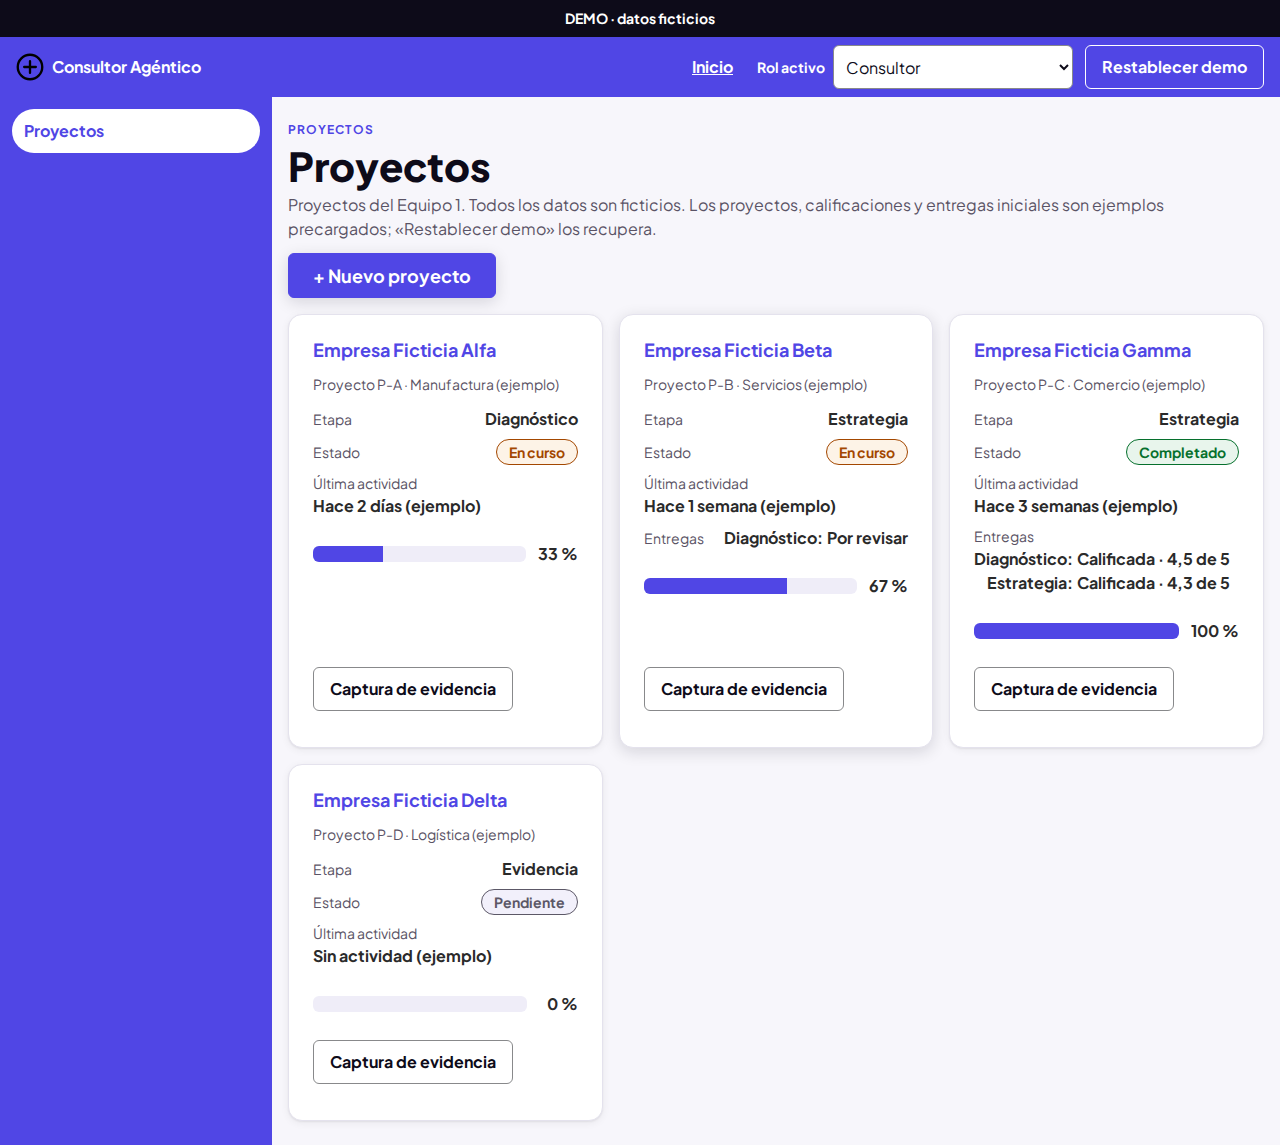 DEMO · datos ficticios
Consultor Agéntico
Inicio
Rol activo
Consultor
Restablecer demo
Proyectos
PROYECTOS
Proyectos
Proyectos del Equipo 1. Todos los datos son ficticios. Los proyectos, calificaciones y entregas iniciales son ejemplos
precargados; «Restablecer demo» los recupera.
+ Nuevo proyecto
Empresa Ficticia Alfa
Proyecto P-A · Manufactura (ejemplo)
Etapa Diagnóstico
Estado En curso
Última actividad
Hace 2 días (ejemplo)
33 %
Captura de evidencia
Empresa Ficticia Beta
Proyecto P-B · Servicios (ejemplo)
Etapa Estrategia
Estado En curso
Última actividad
Hace 1 semana (ejemplo)
Entregas Diagnóstico: Por revisar
67 %
Captura de evidencia
Empresa Ficticia Gamma
Proyecto P-C · Comercio (ejemplo)
Etapa Estrategia
Estado Completado
Última actividad
Hace 3 semanas (ejemplo)
Entregas
Diagnóstico: Calificada · 4,5 de 5
Estrategia: Calificada · 4,3 de 5
100 %
Captura de evidencia
Empresa Ficticia Delta
Proyecto P-D · Logística (ejemplo)
Etapa Evidencia
Estado Pendiente
Última actividad
Sin actividad (ejemplo)
0 %
Captura de evidencia